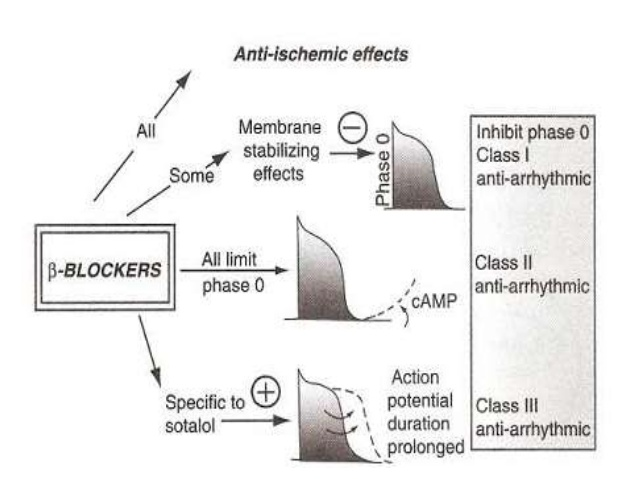 Anti-ischemic effects
All
Membrane
stabilizing
effects
−
Some
Phase 0
Inhibit phase 0
Class I
anti-arrhythmic
β-BLOCKERS
All limit
phase 0
cAMP
Class II
anti-arrhythmic
Specific to
sotalol
+
Action
potential
duration
prolonged
Class III
anti-arrhythmic